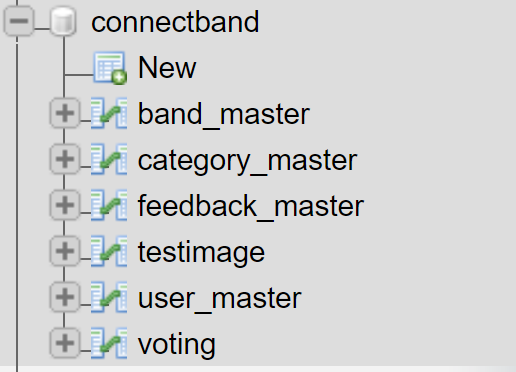 connectband
New
band_master
category_master
feedback_master
testimage
user_master
voting